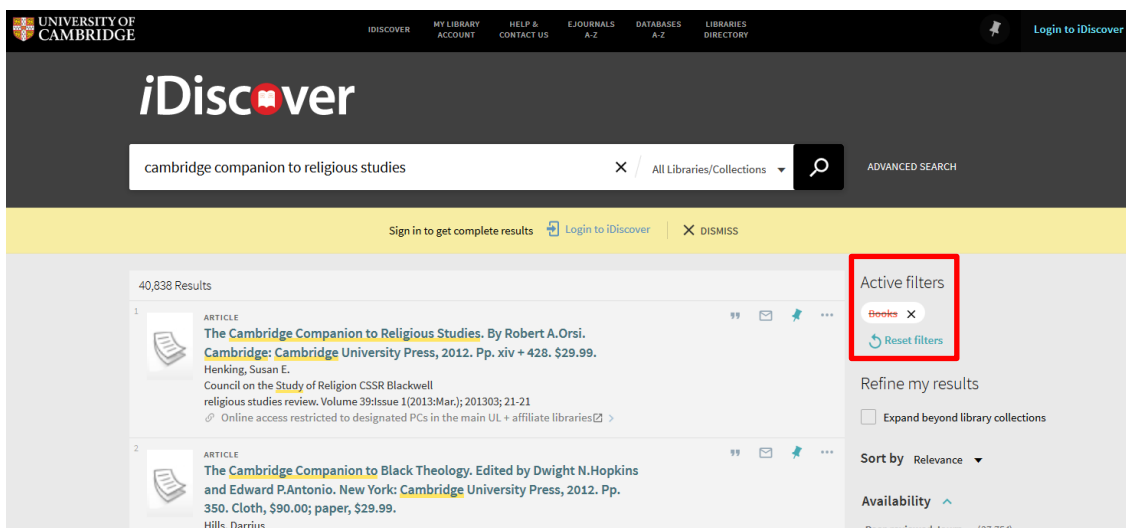 UNIVERSITY OF
CAMBRIDGE
IDISCOVER
MY LIBRARY
ACCOUNT
HELP &
CONTACT US
EJOURNALS
A-Z
DATABASES
A-Z
LIBRARIES
DIRECTORY
Login to iDiscover
iDiscover
cambridge companion to religious studies
All Libraries/Collections
ADVANCED SEARCH
Sign in to get complete results Login to iDiscover DISMISS
40,838 Results
1
ARTICLE
The Cambridge Companion to Religious Studies. By Robert A.Orsi.
Cambridge: Cambridge University Press, 2012. Pp. xiv + 428. $29.99.
Henking, Susan E.
Council on the Study of Religion CSSR Blackwell
religious studies review. Volume 39:Issue 1(2013:Mar.); 201303; 21-21
Online access restricted to designated PCs in the main UL + affiliate libraries
2
ARTICLE
The Cambridge Companion to Black Theology. Edited by Dwight N.Hopkins
and Edward P.Antonio. New York: Cambridge University Press, 2012. Pp.
350. Cloth, $90.00; paper, $29.99.
Hills, Darrius
Active filters
Books
Reset filters
Refine my results
Expand beyond library collections
Sort by Relevance
Availability